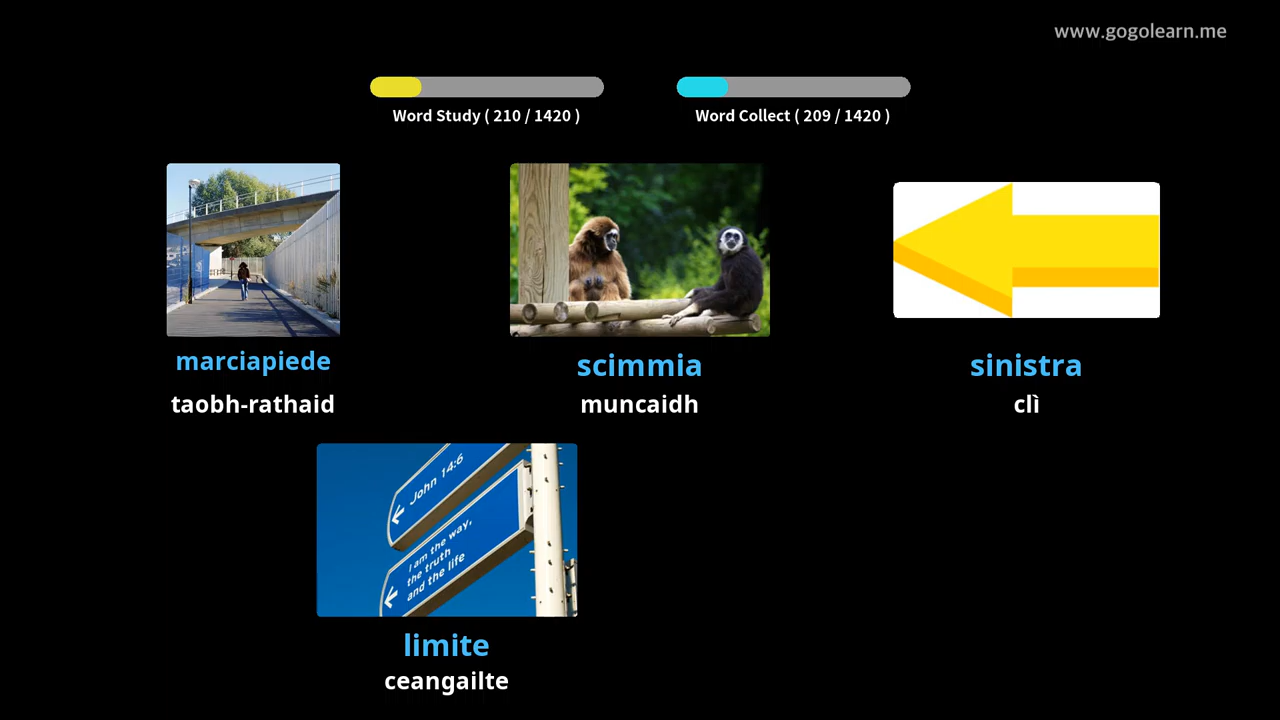 www.gogolearn.me
Word Study ( 210 / 1420 )
Word Collect ( 209 / 1420 )
marciapiede
taobh-rathaid
scimmia
muncaidh
sinistra
clì
John 14:6
I am the way,
the truth
and the life
limite
ceangailte